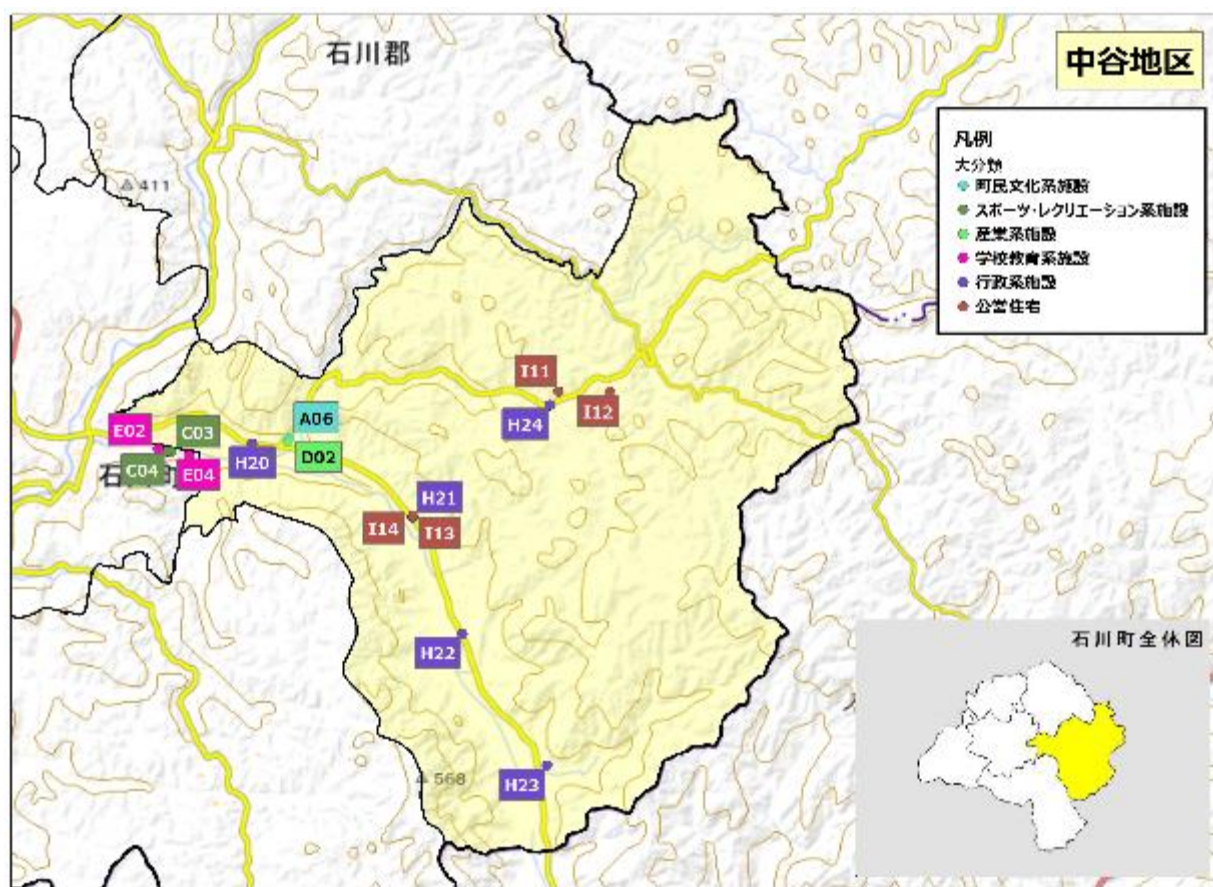 石川郡
中谷地区
凡例
大分類
町民文化系施設
スポーツ・レクリエーション系施設
産業系施設
学校教育系施設
行政系施設
公営住宅
411
I11
I12
H24
A06
E02
C03
D02
H20
C04
E04
石
H21
I14
I13
H22
568
H23
石川町全体図